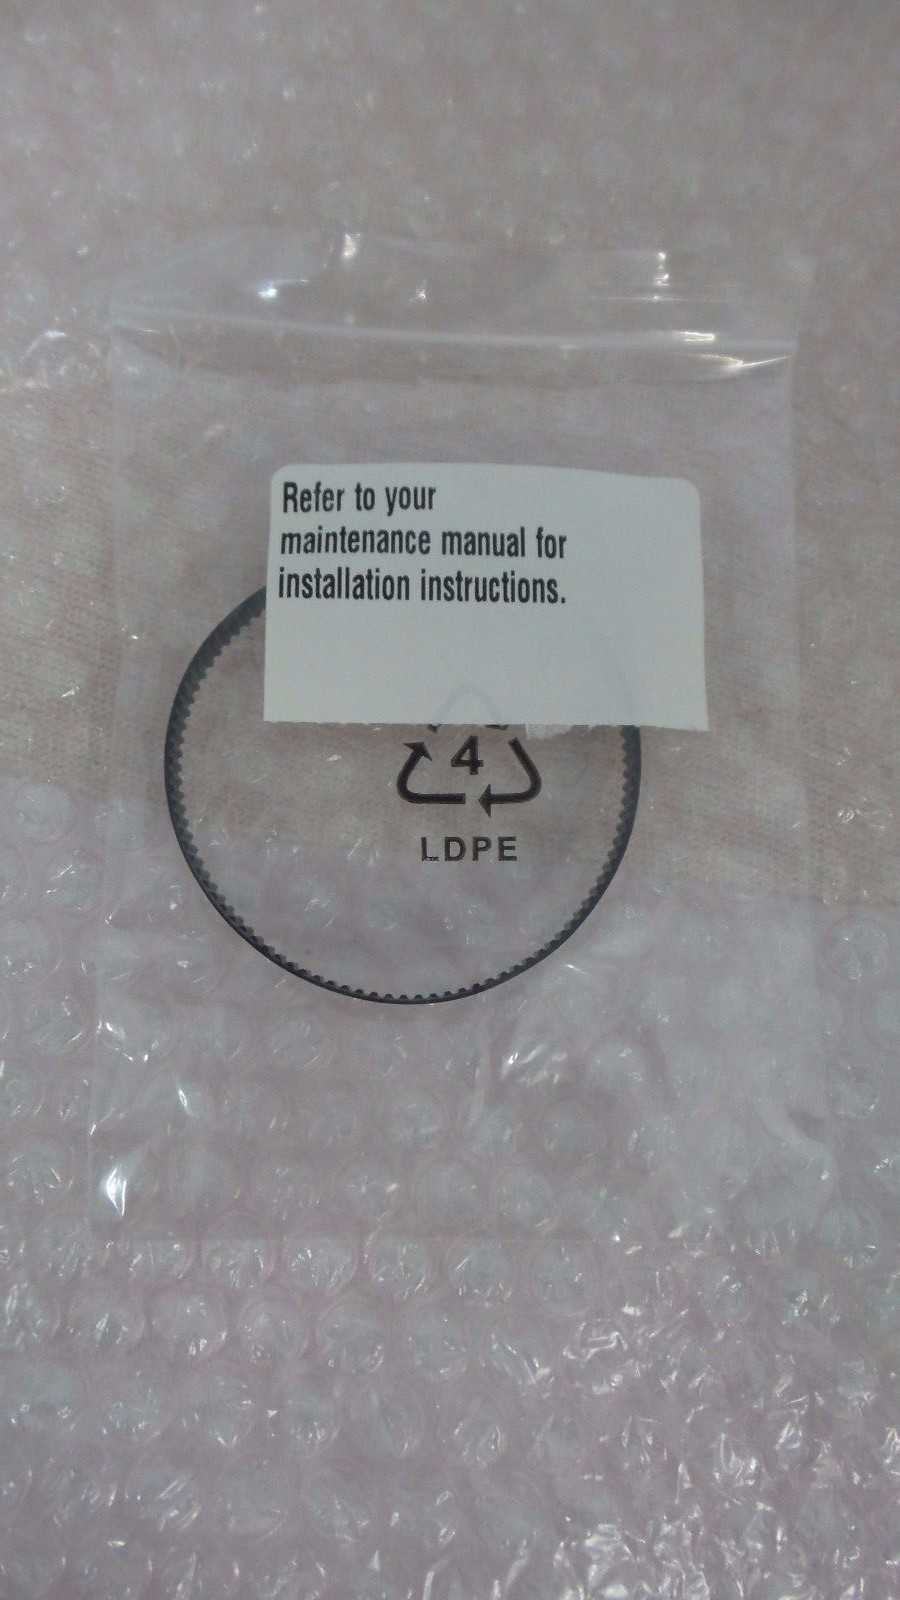 Refer to your
maintenance manual for
installation instructions.
4
LDPE